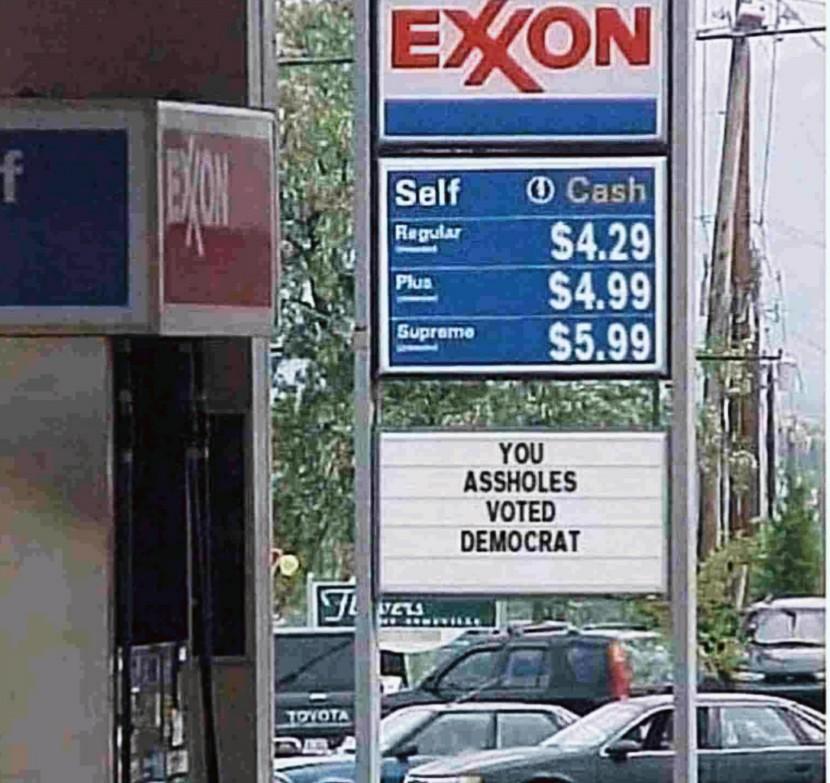 EXXON
f
EXXON
Self Cash
Regular $4.29
Plus $4.99
Supreme $5.99
YOU
ASSHOLES
VOTED
DEMOCRAT
TOYOTA